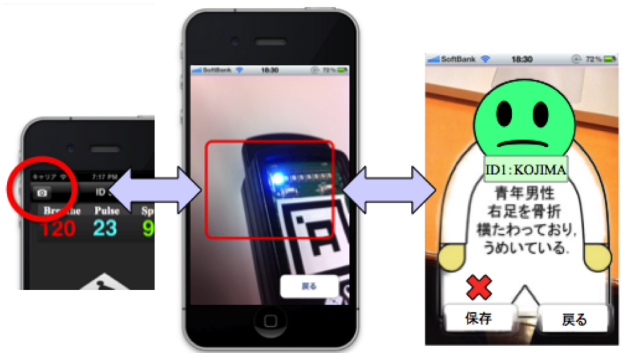 キャリア 7:17 PM
ID
Breathe Pulse Sp
120 23 9
SoftBank 18:30 72%
戻る
SoftBank 18:30 72%
ID1:KOJIMA
青年男性
右足を骨折
横たわっており,
うめいている.
保存 戻る